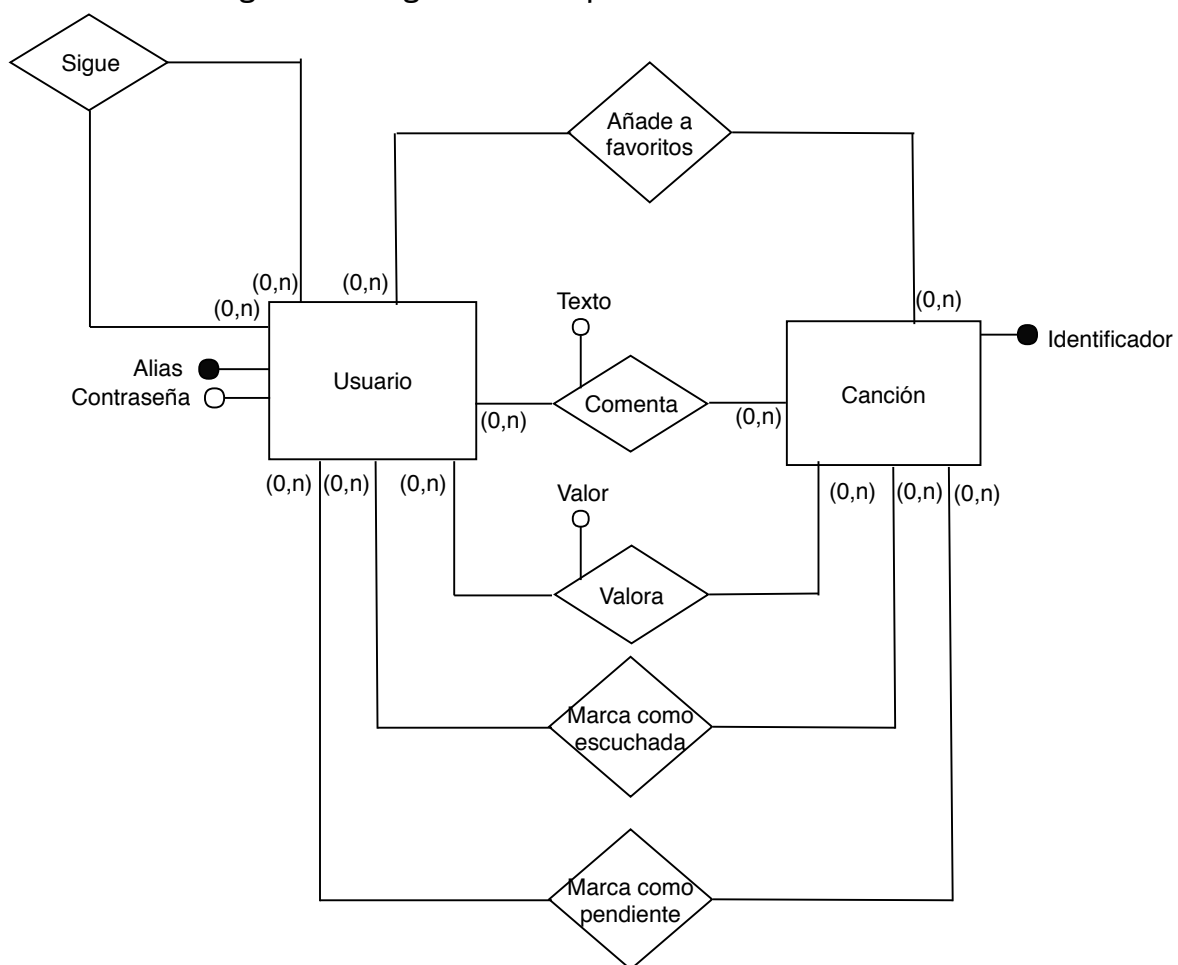 Sigue
Añade a
favoritos
(0,n)
(0,n)
(0,n)
(0,n)
Texto
Identificador
Alias
Contraseña
Usuario
Canción
Comenta
(0,n)
(0,n)
(0,n)
(0,n)
(0,n)
Valor
(0,n)
(0,n)
(0,n)
Valora
Marca como
escuchada
Marca como
pendiente